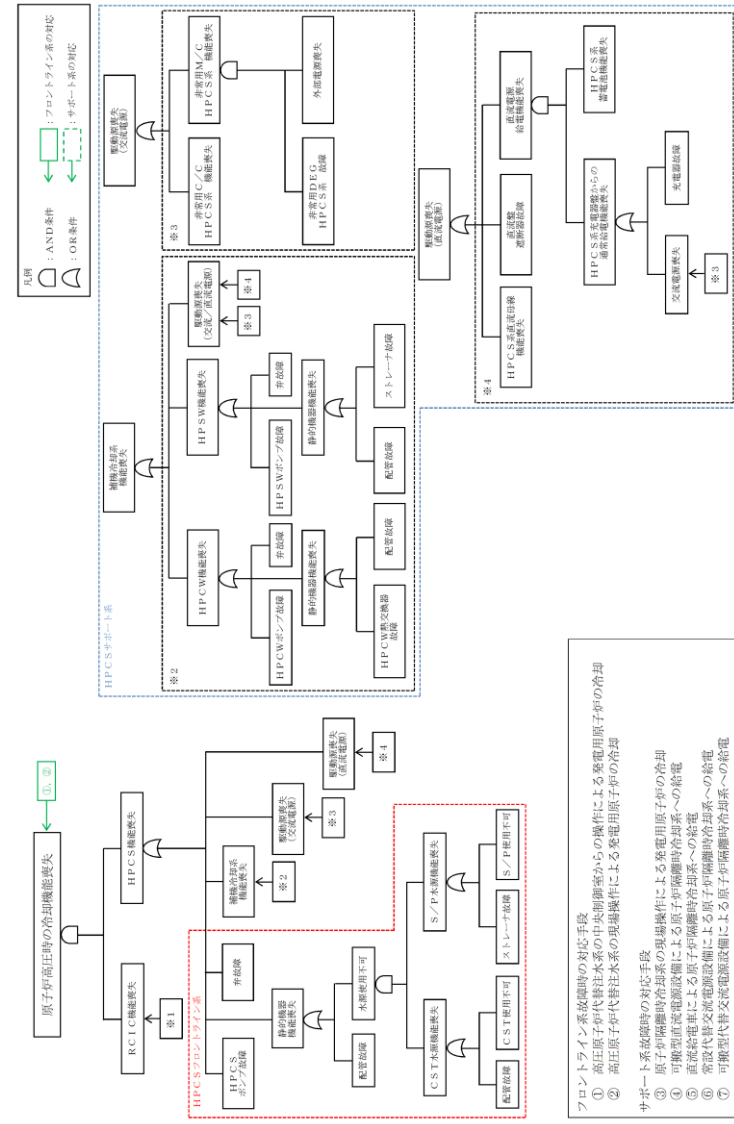 凡例
：AND条件
：OR条件
：フロントライン系の対応
：サポート系の対応
原子炉高圧時の冷却機能喪失
①，②
RCIC機能喪失
※1
HPCS機能喪失
HPCSフロントライン系
HPCS
ポンプ故障
弁故障
補機冷却系
機能喪失
※2
駆動源喪失
(交流電源)
※3
駆動源喪失
(直流電源)
※4
静的機器
機能喪失
配管故障
水源使用不可
CST水源機能喪失
配管故障
CST使用不可
S／P水源機能喪失
ストレーナ故障
S／P使用不可
HPCSサポート系
補機冷却系
機能喪失
※2
HPCW機能喪失
HPCWポンプ故障
弁故障
静的機器機能喪失
HPCW熱交換器
故障
配管故障
HPSW機能喪失
HPSWポンプ故障
弁故障
静的機器機能喪失
配管故障
ストレーナ故障
駆動源喪失
(交流／直流電源)
※3
※4
駆動源喪失
(交流電源)
※3
非常用C／C
HPCS系 機能喪失
非常用M／C
HPCS系 機能喪失
非常用DEG
HPCS系 故障
外部電源喪失
駆動源喪失
(直流電源)
※4
HPCS系直流母線
機能喪失
直流盤
遮断器故障
直流電源
給電機能喪失
HPCS系充電器盤からの
通常給電機能喪失
HPCS系
蓄電池機能喪失
交流電源喪失
※3
充電器故障
フロントライン系故障時の対応手段
① 高圧原子炉代替注水系の中央制御室からの操作による発電用原子炉の冷却
② 高圧原子炉代替注水系の現場操作による発電用原子炉の冷却
サポート系故障時の対応手段
③ 原子炉隔離時冷却系の現場操作による発電用原子炉の冷却
④ 可搬型直流電源設備による原子炉隔離時冷却系への給電
⑤ 直流給電車による原子炉隔離時冷却系への給電
⑥ 常設代替交流電源設備による原子炉隔離時冷却系への給電
⑦ 可搬型代替交流電源設備による原子炉隔離時冷却系への給電